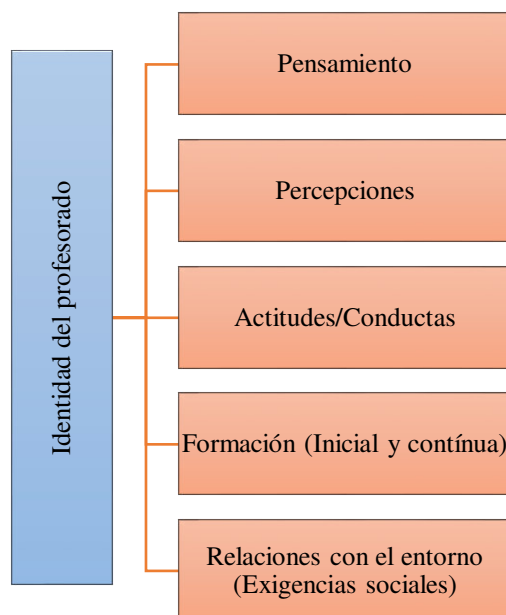 Identidad del profesorado
Pensamiento
Percepciones
Actitudes/Conductas
Formación (Inicial y contínua)
Relaciones con el entorno
(Exigencias sociales)